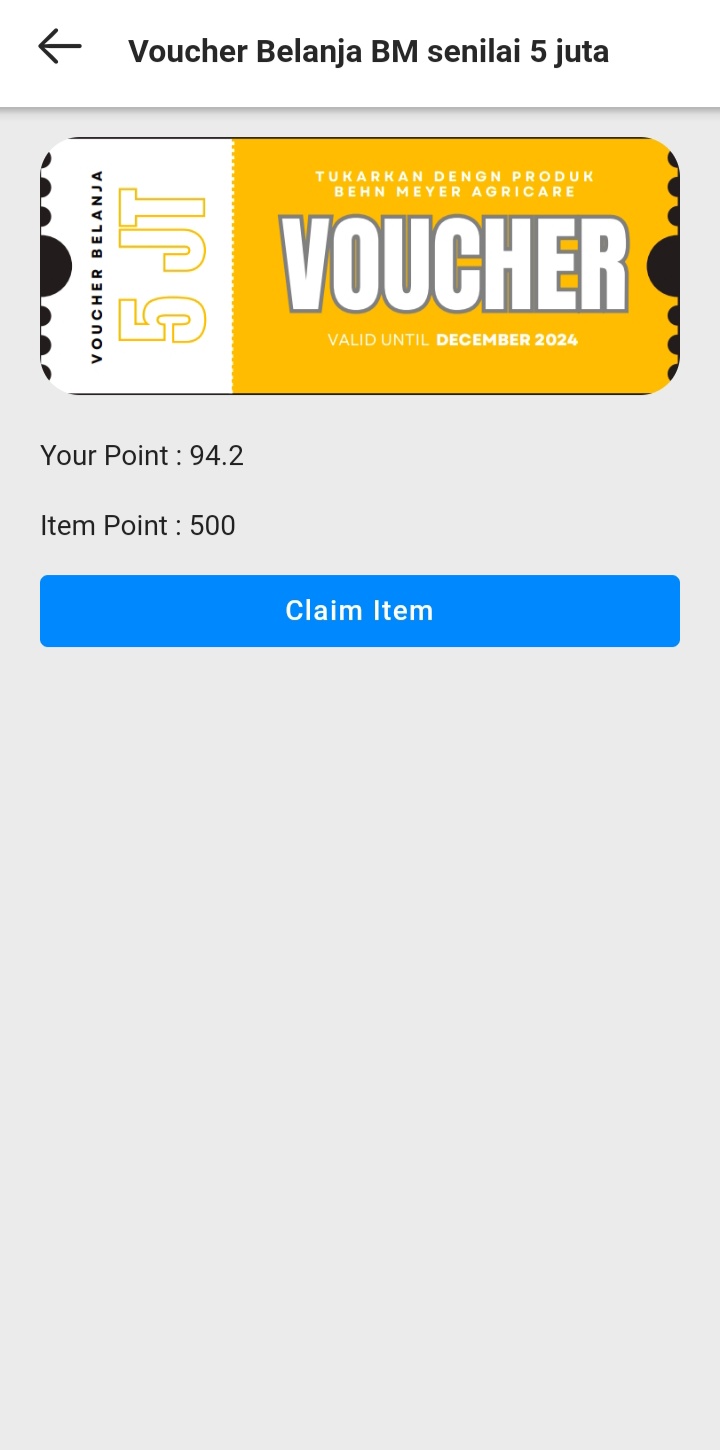 Voucher Belanja BM senilai 5 juta
VOUCHER BELANJA
5 JT
TUKARKAN DENGN PRODUK
BEHN MEYER AGRICARE
VOUCHER
VALID UNTIL DECEMBER 2024
Your Point : 94.2
Item Point : 500
Claim Item